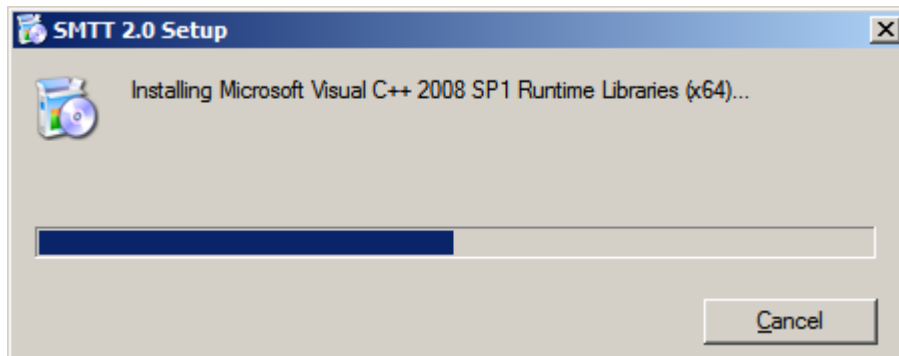 SMTT 2.0 Setup
Installing Microsoft Visual C++ 2008 SP1 Runtime Libraries (x64)...
Cancel